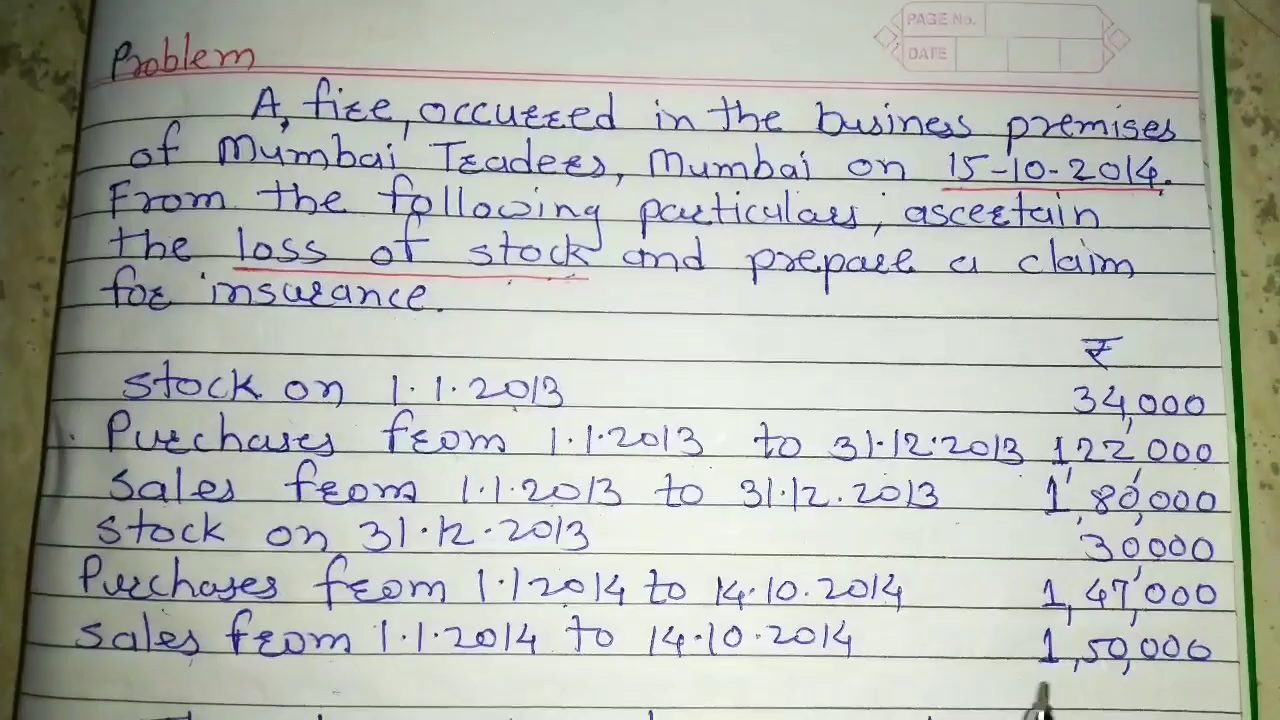 PAGE No.
DATE
Problem
A, fire, occurred in the business premises
of Mumbai Traders, Mumbai on 15-10-2014.
From the following particulars, ascertain
the loss of stock and prepare a claim
for insurance.
₹
stock on 1.1.2013 34,000
Purchases from 1.1.2013 to 31.12.2013 1,22,000
Sales from 1.1.2013 to 31.12.2013 1,80,000
stock on 31.12.2013 30000
Purchases from 1.1.2014 to 14.10.2014 1,47,000
sales from 1.1.2014 to 14.10.2014 1,50,000